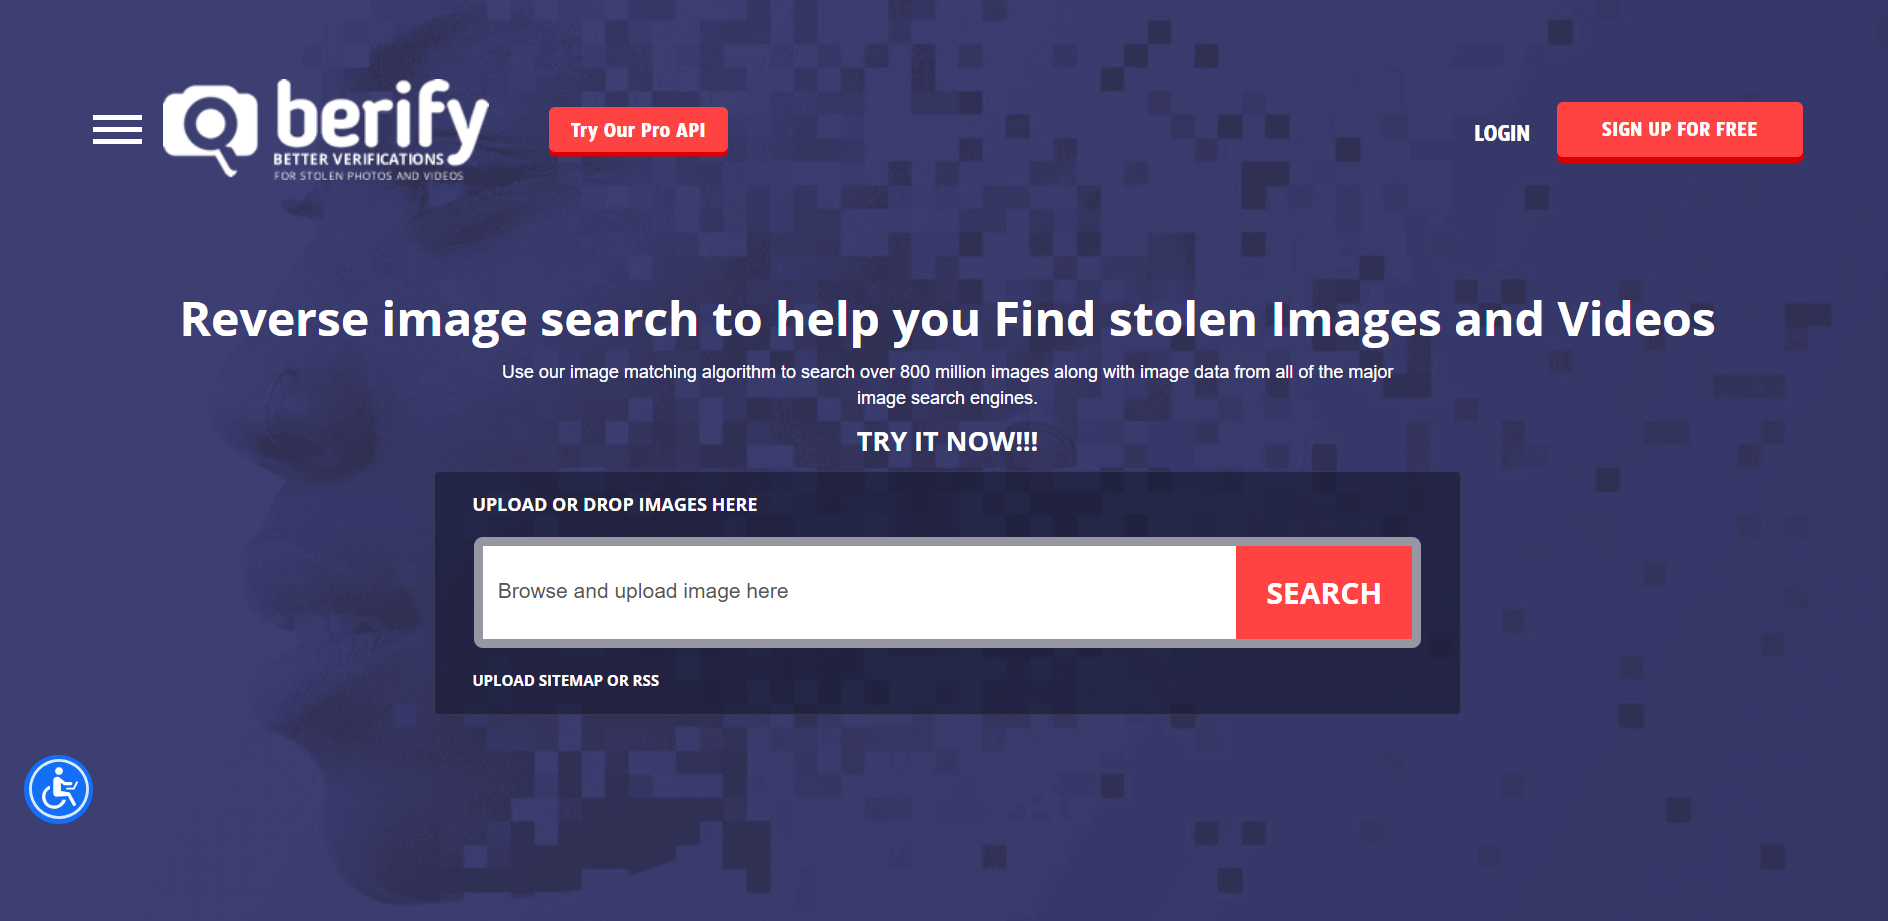 berify
BETTER VERIFICATIONS
FOR STOLEN PHOTOS AND VIDEOS
Try Our Pro API
LOGIN
SIGN UP FOR FREE
Reverse image search to help you Find stolen Images and Videos
Use our image matching algorithm to search over 800 million images along with image data from all of the major
image search engines.
TRY IT NOW!!!
UPLOAD OR DROP IMAGES HERE
Browse and upload image here
SEARCH
UPLOAD SITEMAP OR RSS